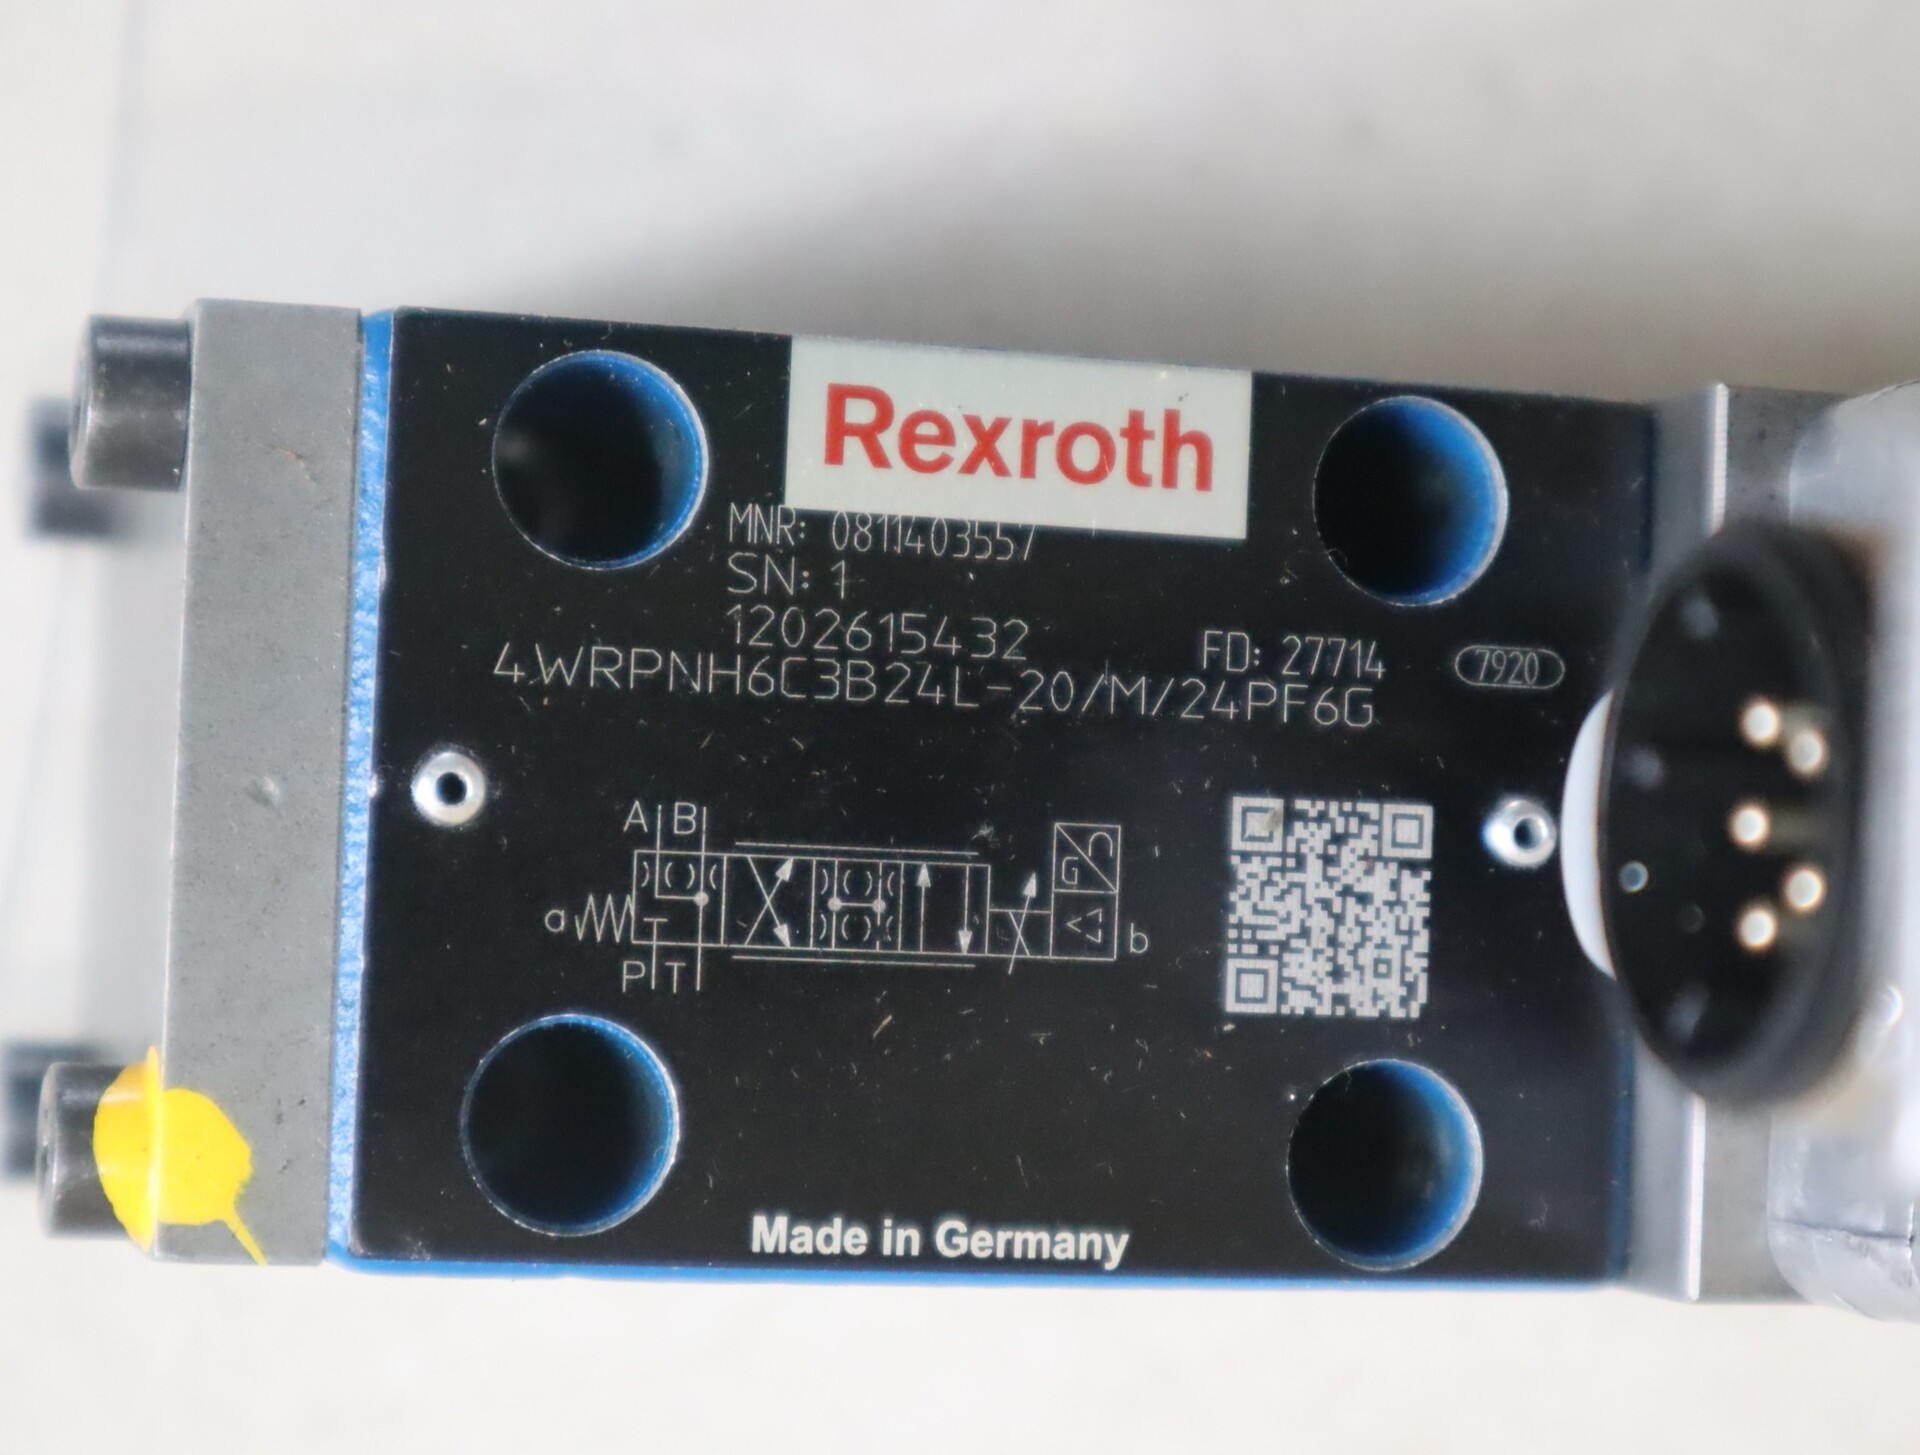 Rexroth
MNR: 0811403557
SN: 1
1202615432
FD: 27714
7920
4WRPNH6C3B24L-20/M/24PF6G
A B
a
G
b
P T
Made in Germany